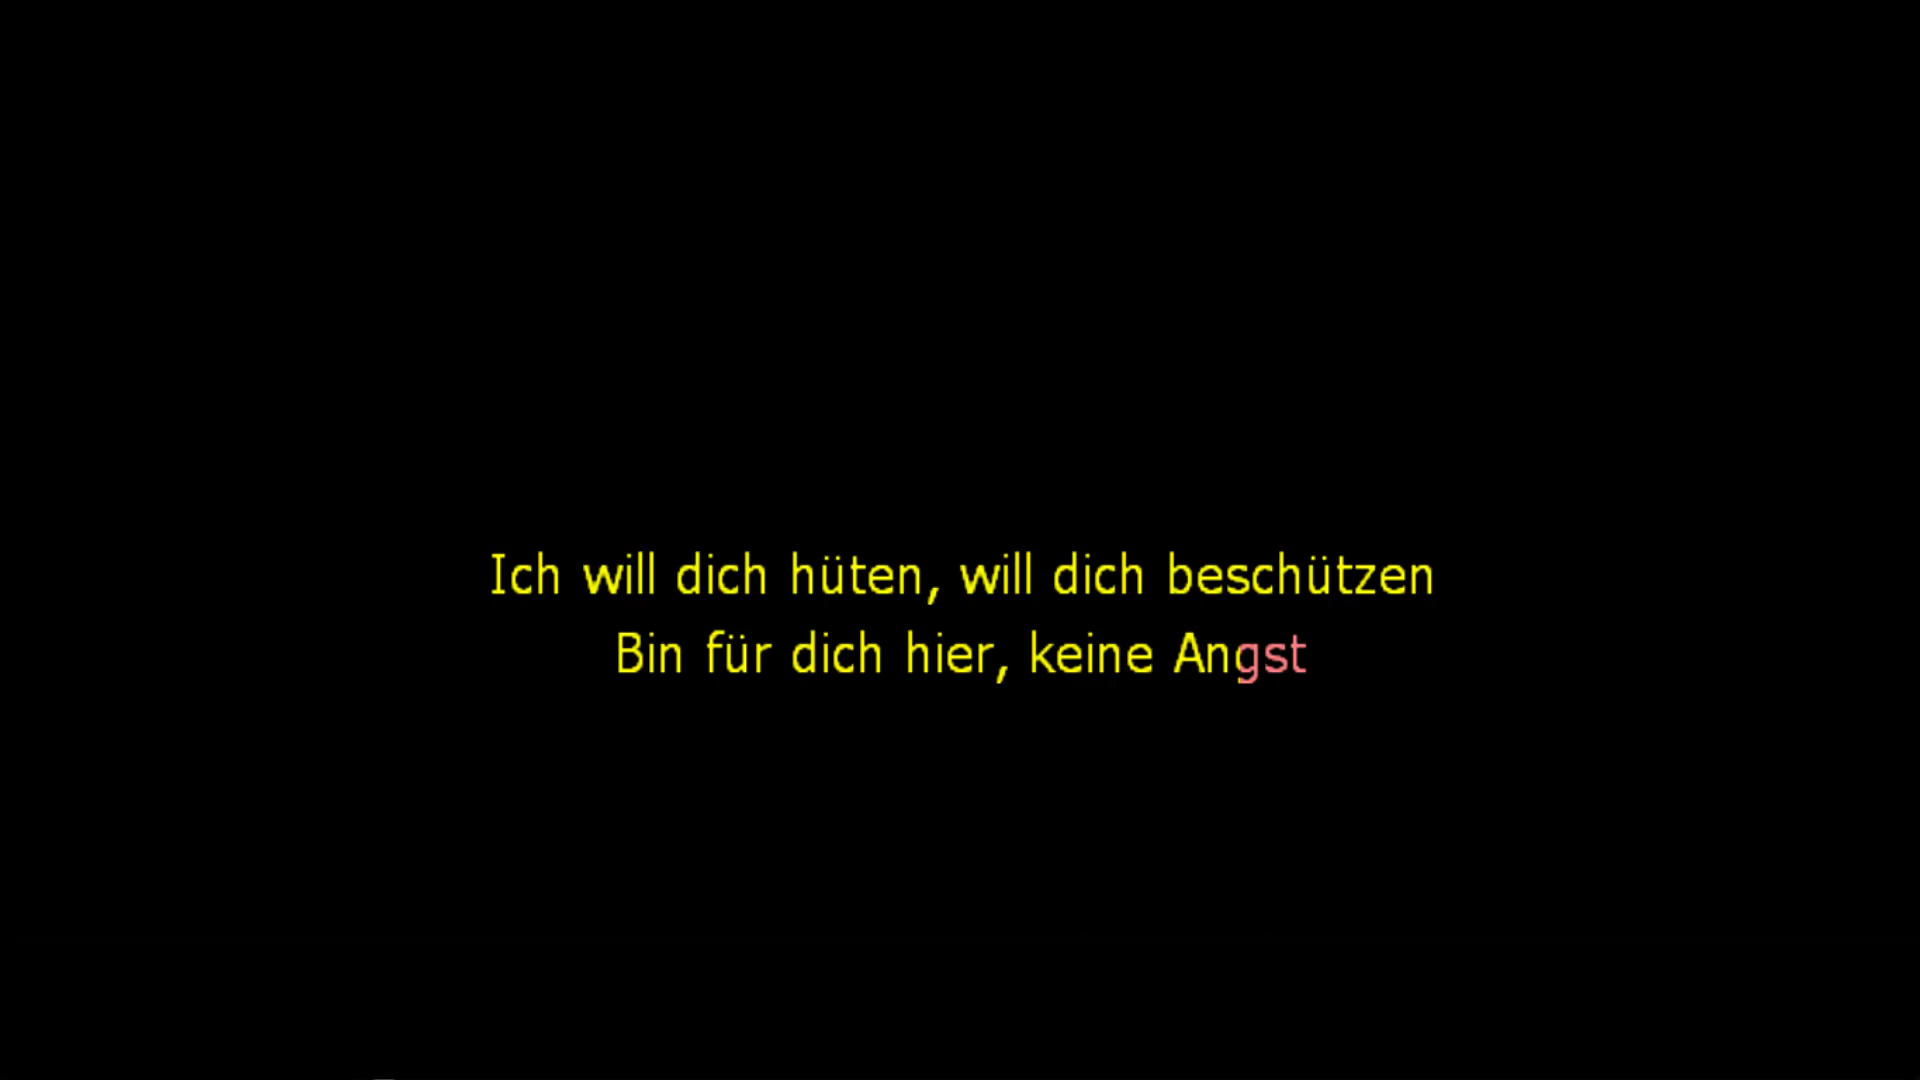 Ich will dich hüten, will dich beschützen
Bin für dich hier, keine Angst